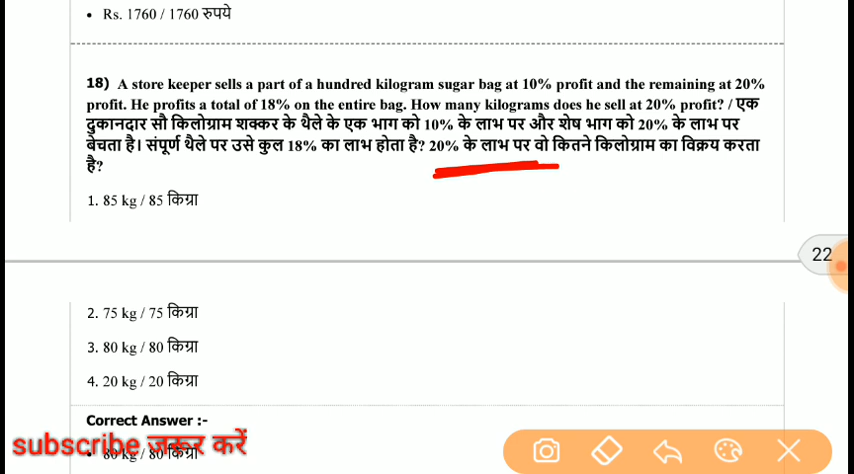 • Rs. 1760 / 1760 रुपये
18) A store keeper sells a part of a hundred kilogram sugar bag at 10% profit and the remaining at 20%
profit. He profits a total of 18% on the entire bag. How many kilograms does he sell at 20% profit? / एक
दुकानदार सौ किलोग्राम शक्कर के थैले के एक भाग को 10% के लाभ पर और शेष भाग को 20% के लाभ पर
बेचता है। संपूर्ण थैले पर उसे कुल 18% का लाभ होता है? 20% के लाभ पर वो कितने किलोग्राम का विक्रय करता
है?
1. 85 kg / 85 किग्रा
22
2. 75 kg / 75 किग्रा
3. 80 kg / 80 किग्रा
4. 20 kg / 20 किग्रा
Correct Answer :-
subscribe जरूर करें
• 80 kg / 80 किग्रा